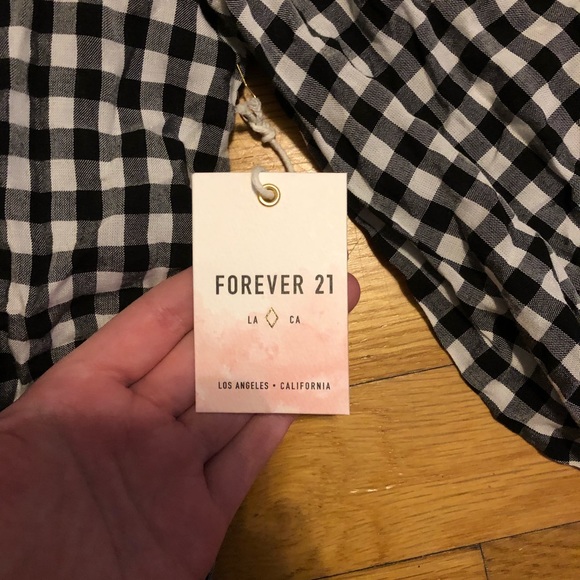 FOREVER 21
LA CA
LOS ANGELES • CALIFORNIA